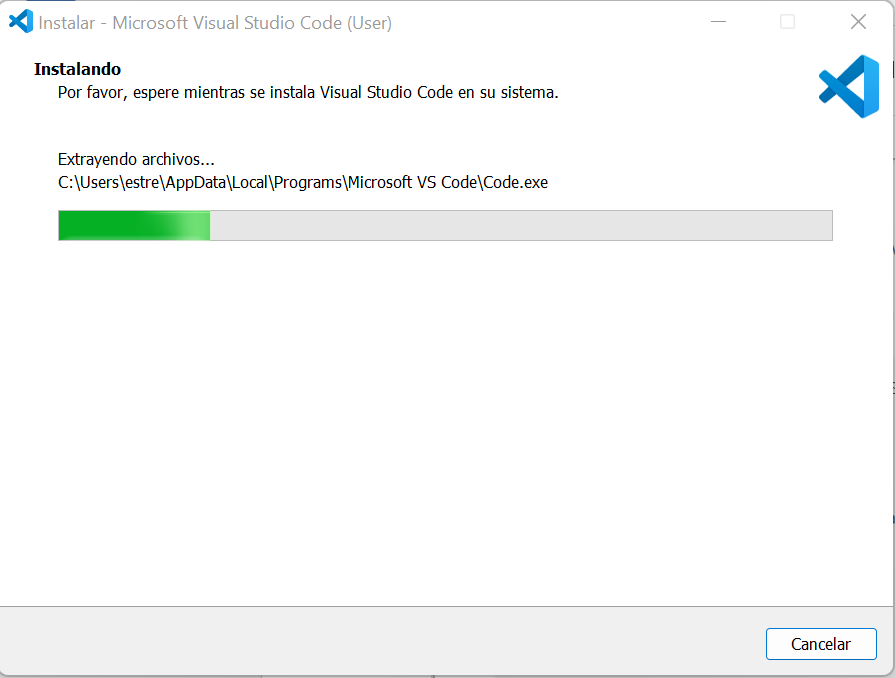 Instalar - Microsoft Visual Studio Code (User)
Instalando
Por favor, espere mientras se instala Visual Studio Code en su sistema.
Extrayendo archivos...
C:\Users\estre\AppData\Local\Programs\Microsoft VS Code\Code.exe
Cancelar